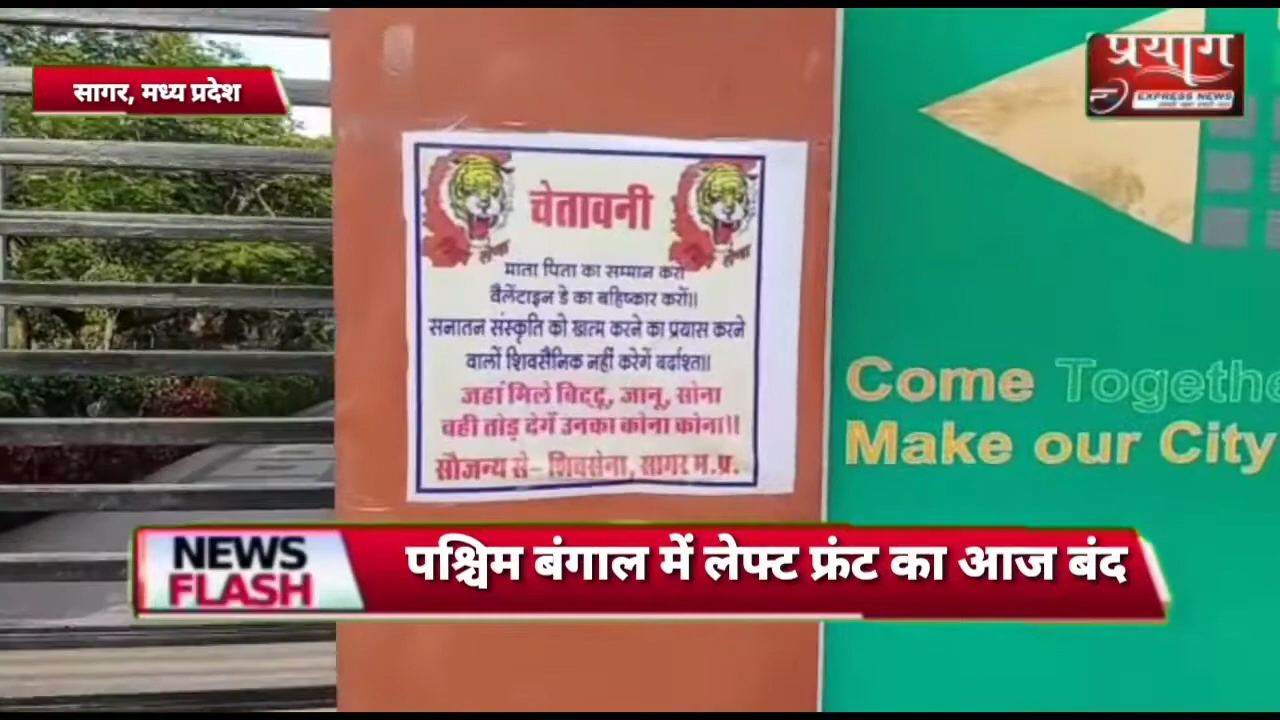 सागर, मध्य प्रदेश
प्रयाग
EXPRESS NEWS
चेतावनी
सेना
सेना
माता पिता का सम्मान करो
वैलेंटाइन डे का बहिष्कार करों॥
सनातन संस्कृति को खत्म करने का प्रयास करने
वालों शिवसैनिक नहीं करेगें बर्दाश्त॥
जहां मिले बिट्टू, जानू, सोना
वही तोड़ देगें उनका कोना कोना॥
सौजन्य से- शिवसेना, सागर म.प्र.
Come Togethe
Make our City
NEWS
FLASH
पश्चिम बंगाल में लेफ्ट फ्रंट का आज बंद